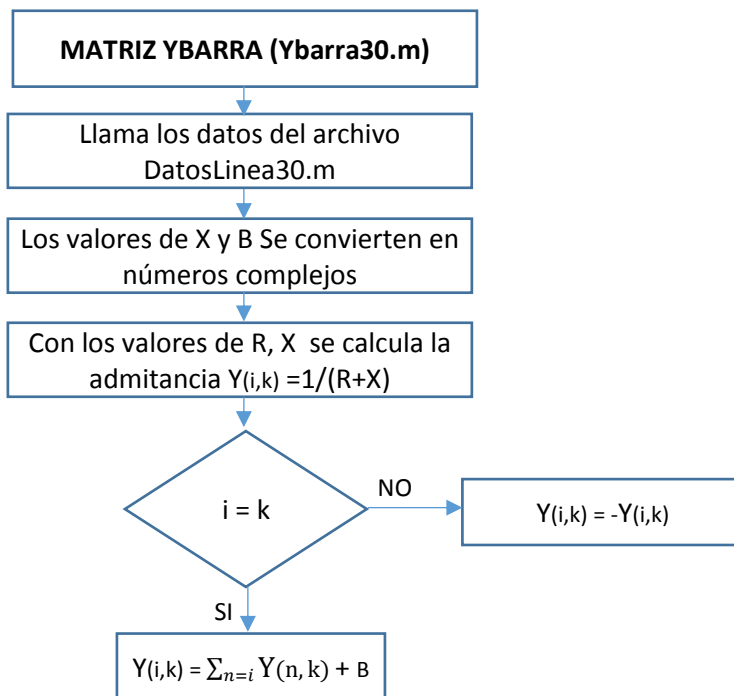 MATRIZ YBARRA (Ybarra30.m)
Llama los datos del archivo
DatosLinea30.m
Los valores de X y B Se convierten en
números complejos
Con los valores de R, X se calcula la
admitancia Y(i,k) =1/(R+X)
i = k
NO
Y(i,k) = -Y(i,k)
SI
Y(i,k) = ∑n=i Y(n, k) + B